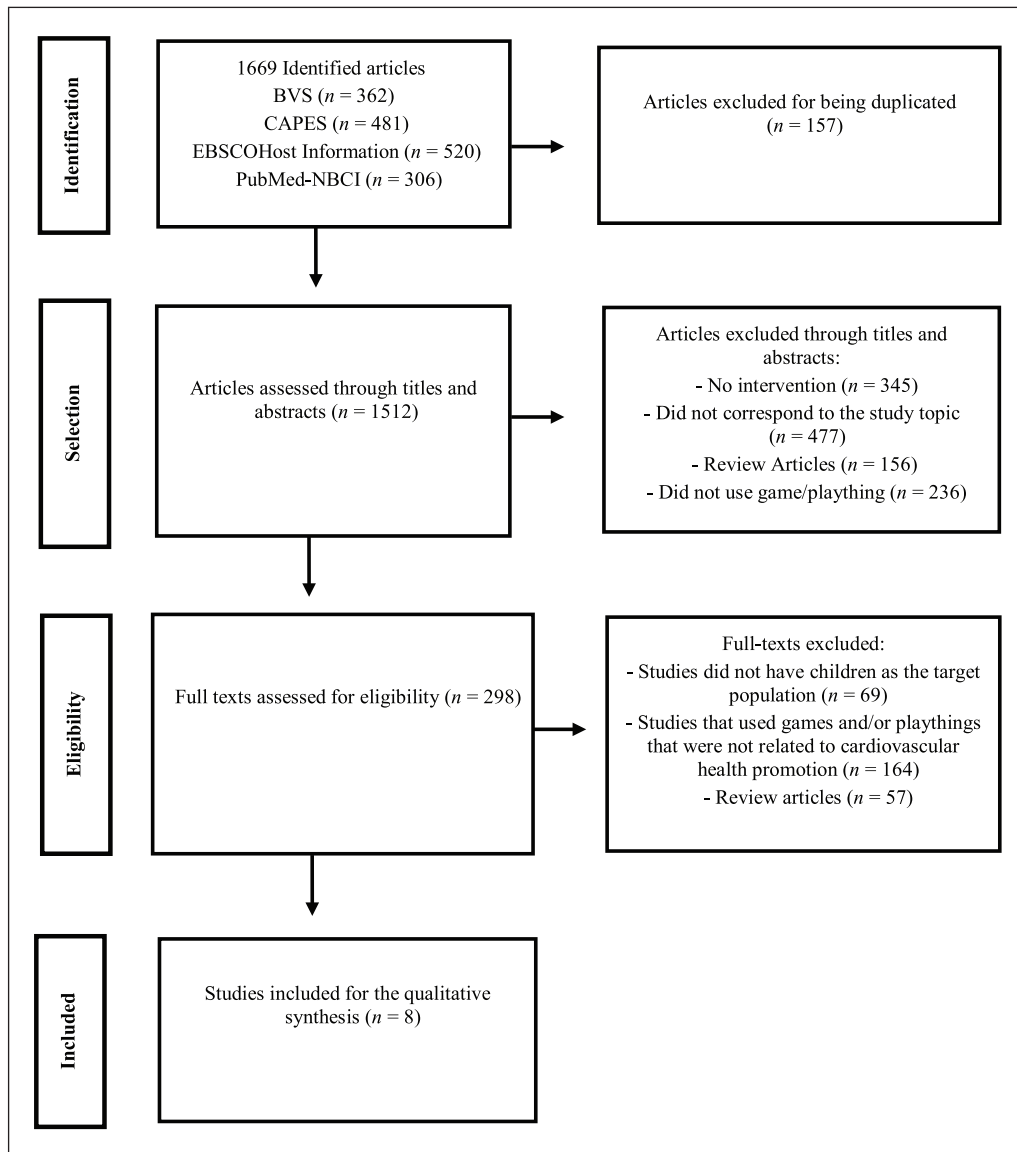 Identification
1669 Identified articles
BVS (n = 362)
CAPES (n = 481)
EBSCOHost Information (n = 520)
PubMed-NBCI (n = 306)
Articles excluded for being duplicated
(n = 157)
Selection
Articles assessed through titles and
abstracts (n = 1512)
Articles excluded through titles and
abstracts:
- No intervention (n = 345)
- Did not correspond to the study topic
(n = 477)
- Review Articles (n = 156)
- Did not use game/plaything (n = 236)
Eligibility
Full texts assessed for eligibility (n = 298)
Full-texts excluded:
- Studies did not have children as the target
population (n = 69)
- Studies that used games and/or playthings
that were not related to cardiovascular
health promotion (n = 164)
- Review articles (n = 57)
Included
Studies included for the qualitative
synthesis (n = 8)